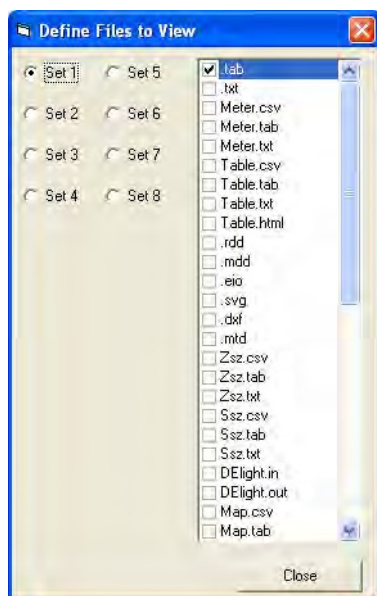 Define Files to View
Set 1 Set 5
Set 2 Set 6
Set 3 Set 7
Set 4 Set 8
.tab
.txt
Meter.csv
Meter.tab
Meter.txt
Table.csv
Table.tab
Table.txt
Table.html
.rdd
.mdd
.eio
.svg
.dxf
.mtd
Zsz.csv
Zsz.tab
Zsz.txt
Ssz.csv
Ssz.tab
Ssz.txt
DElight.in
DElight.out
Map.csv
Map.tab
Close